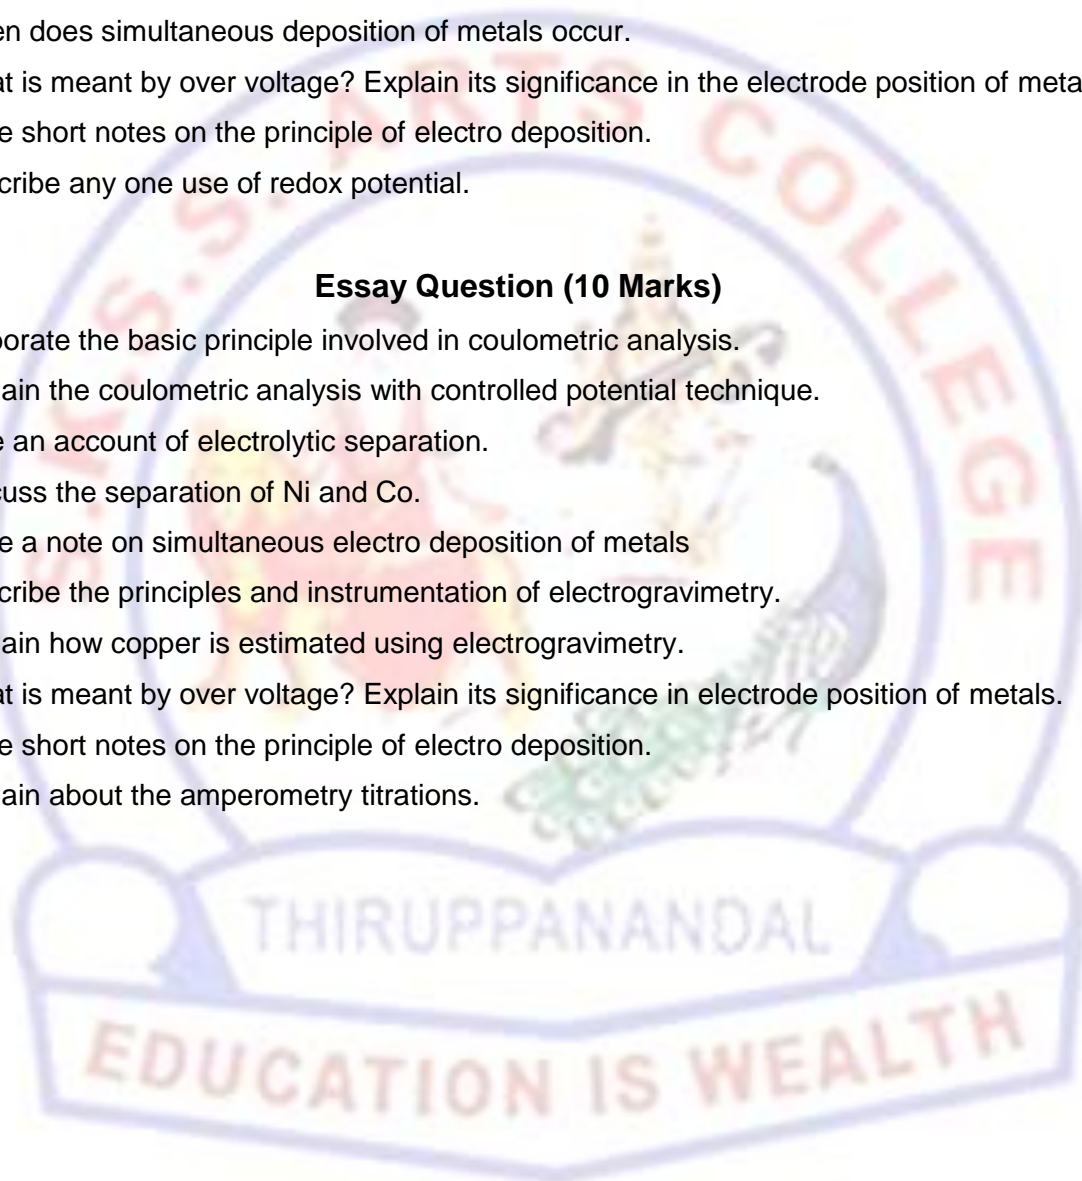 en does simultaneous deposition of metals occur.
at is meant by over voltage? Explain its significance in the electrode position of meta
e short notes on the principle of electro deposition.
cribe any one use of redox potential.
Essay Question (10 Marks)
orate the basic principle involved in coulometric analysis.
ain the coulometric analysis with controlled potential technique.
e an account of electrolytic separation.
cuss the separation of Ni and Co.
e a note on simultaneous electro deposition of metals
cribe the principles and instrumentation of electrogravimetry.
ain how copper is estimated using electrogravimetry.
at is meant by over voltage? Explain its significance in electrode position of metals.
e short notes on the principle of electro deposition.
ain about the amperometry titrations.
S.K.S.S. ARTS COLLEGE
THIRUPPANANDAL
EDUCATION IS WEALTH